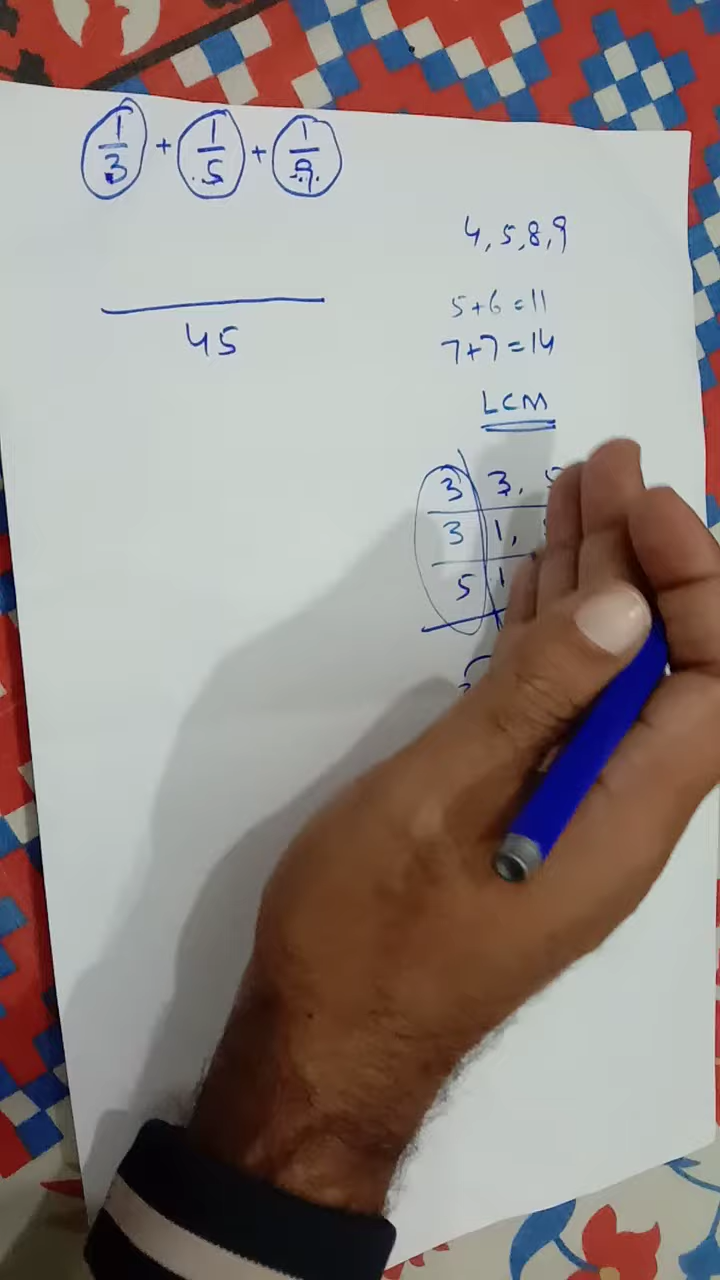 1/3 + 1/5 + 1/9
45
4, 5, 8, 9
5+6=11
7+7=14
LCM
3 3, 5
3 1,
5 1